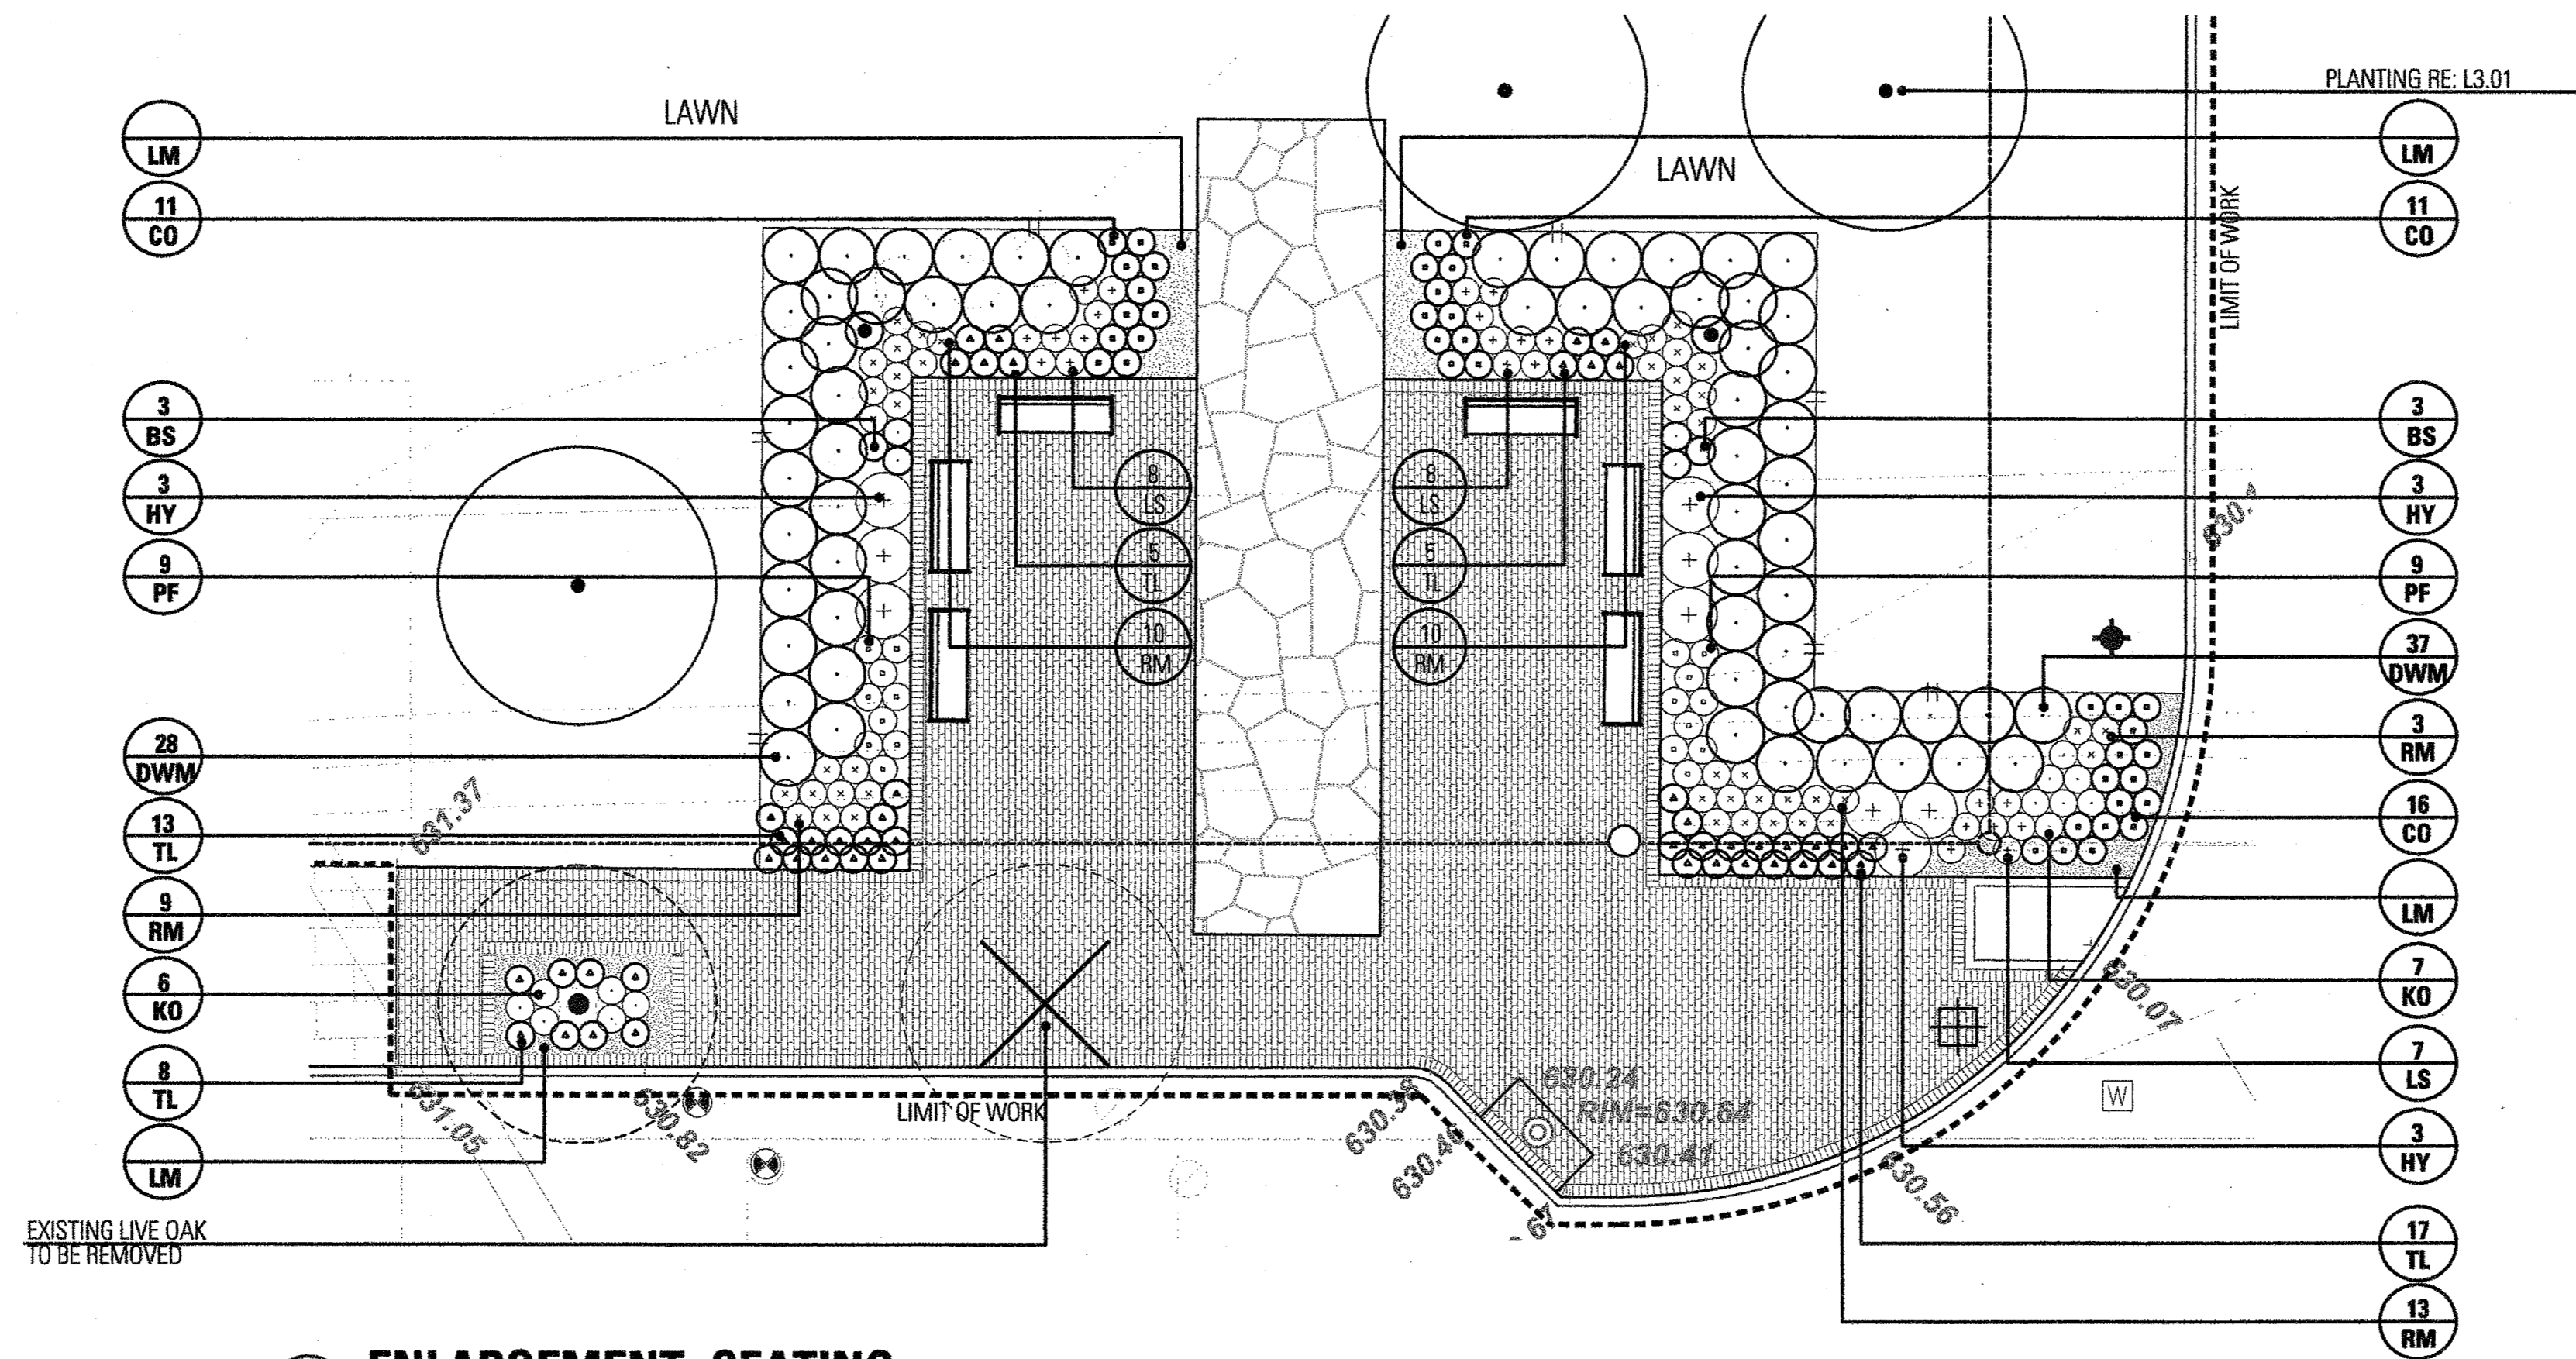 PLANTING RE: L3.01
LAWN
LM
LM
LAWN
11
CO
11
CO
LIMIT OF WORK
3
BS
3
BS
8
LS
8
LS
3
HY
3
HY
5
TL
5
TL
9
PF
9
PF
10
RM
10
RM
37
DWM
28
DWM
3
RM
631.37
13
TL
16
CO
9
RM
LM
6
KO
7
KO
630.07
8
TL
7
LS
W
631.05
630.82
LIMIT OF WORK
630.38
630.46
630.24
RIM=630.64
630.41
LM
3
HY
630.56
67
EXISTING LIVE OAK
TO BE REMOVED
17
TL
13
RM
ENLARGEMENT SEATING